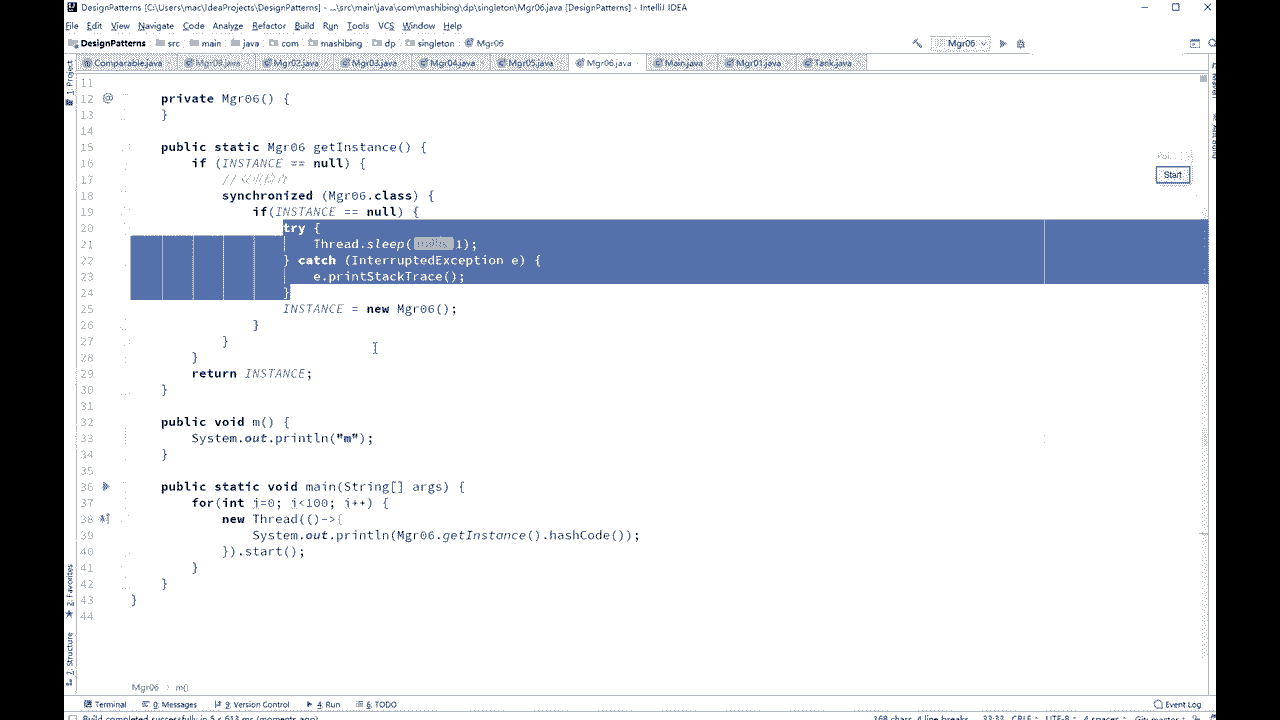 DesignPatterns [C:\Users\mac\IdeaProjects\DesignPatterns] - ...\src\main\java\com\mashibing\dp\singleton\Mgr06.java [DesignPatterns] - IntelliJ IDEA
File Edit View Navigate Code Analyze Refactor Build Run Tools VCS Window Help
DesignPatterns src main java com mashibing dp singleton Mgr06 Mgr06
Comparable.java Mgr02.java Mgr03.java Mgr04.java Mgr05.java Mgr06.java Main.java Mgr01.java Tank.java
1: Project
11
12 private Mgr06() {
13 }
14
15 public static Mgr06 getInstance() {
16 if (INSTANCE == null) {
17 //
18 synchronized (Mgr06.class) {
19 if(INSTANCE == null) {
20 try {
21 Thread.sleep( 1);
22 } catch (InterruptedException e) {
23 e.printStackTrace();
24 }
25 INSTANCE = new Mgr06();
26 }
27 }
28 }
29 return INSTANCE;
30 }
31
32 public void m() {
33 System.out.println("m");
34 }
35
36 public static void main(String[] args) {
37 for(int i=0; i<100; i++) {
38 new Thread(()->{
39 System.out.println(Mgr06.getInstance().hashCode());
40 }).start();
41 }
42 }
43 }
44
Start
2: Favorites
7: Structure
Mgr06 > m()
Terminal 0: Messages 9: Version Control 4: Run 6: TODO Event Log
Build completed successfully in 5 s 613 ms (moments ago) 168 chars, 4 line breaks 33:33 CRLF UTF-8 4 spaces